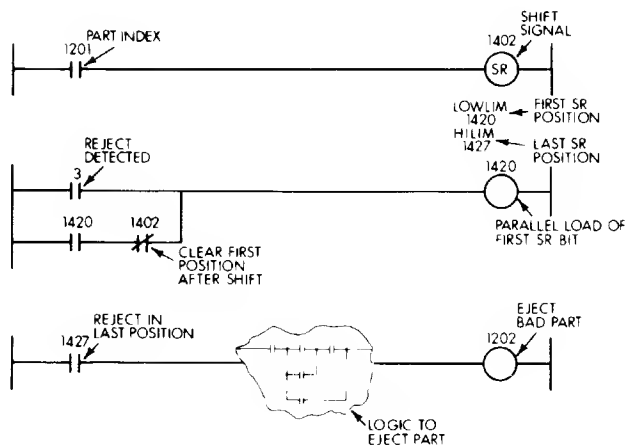 PART INDEX
1201
SHIFT
SIGNAL
1402
SR
LOWLIM
1420
FIRST SR
POSITION
HILIM
1427
LAST SR
POSITION
REJECT
DETECTED
3
1420
1420
1402
CLEAR FIRST
POSITION
AFTER SHIFT
PARALLEL LOAD OF
FIRST SR BIT
REJECT IN
LAST POSITION
1427
EJECT
BAD PART
1202
LOGIC TO
EJECT PART